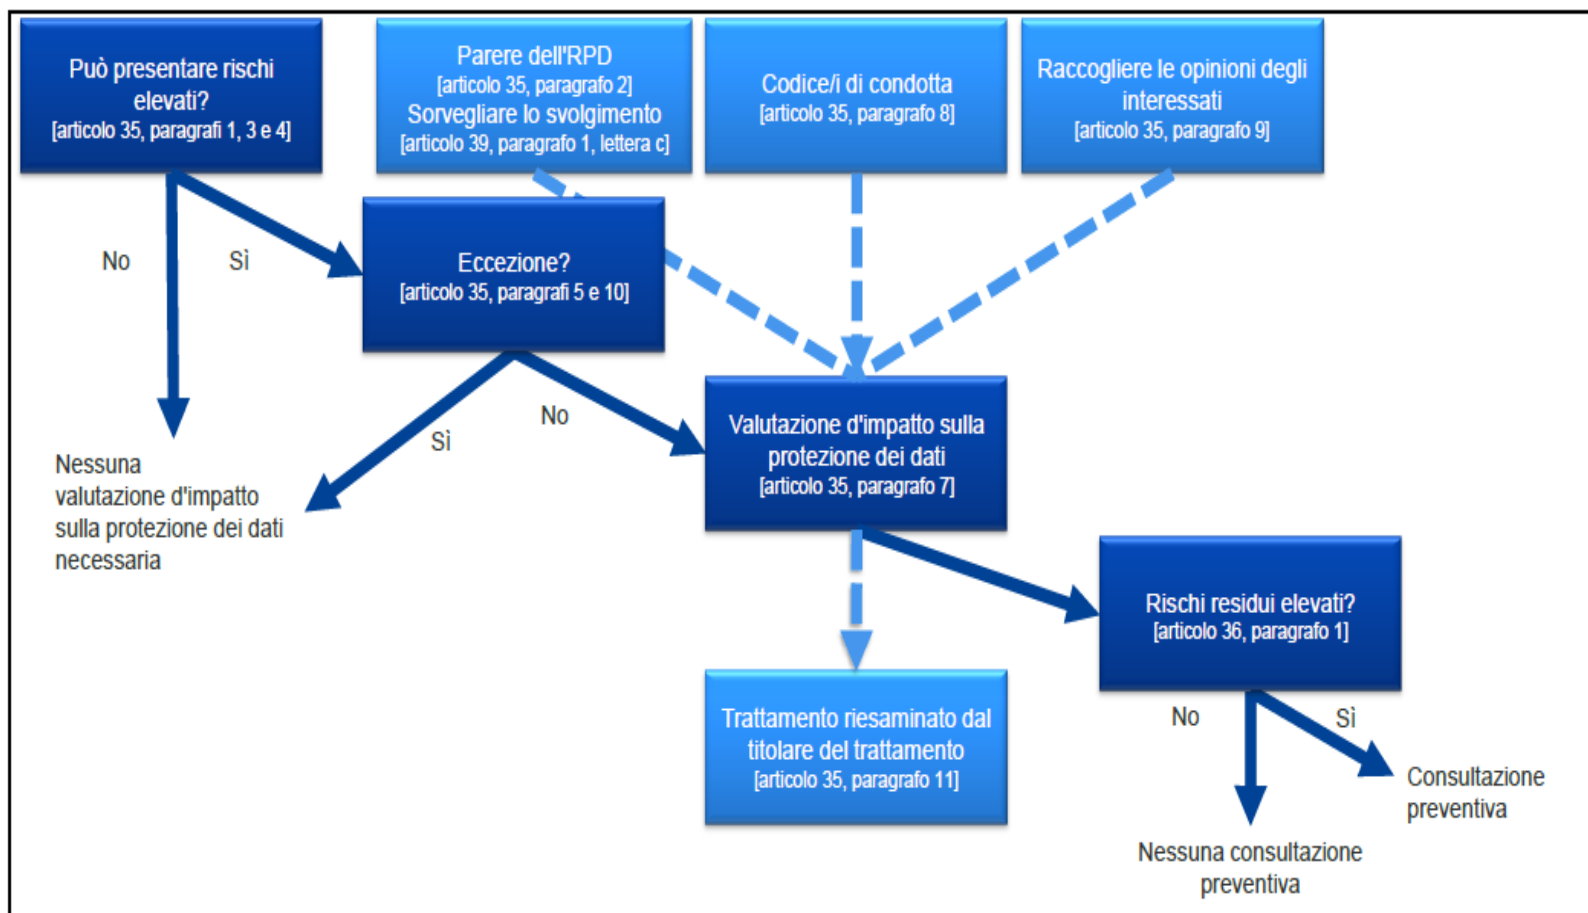 Può presentare rischi
elevati?
[articolo 35, paragrafi 1, 3 e 4]
Parere dell'RPD
[articolo 35, paragrafo 2]
Sorvegliare lo svolgimento
[articolo 39, paragrafo 1, lettera c]
Codice/i di condotta
[articolo 35, paragrafo 8]
Raccogliere le opinioni degli
interessati
[articolo 35, paragrafo 9]
No
Sì
Eccezione?
[articolo 35, paragrafi 5 e 10]
Sì
No
Nessuna
valutazione d'impatto
sulla protezione dei dati
necessaria
Valutazione d'impatto sulla
protezione dei dati
[articolo 35, paragrafo 7]
Rischi residui elevati?
[articolo 36, paragrafo 1]
Trattamento riesaminato dal
titolare del trattamento
[articolo 35, paragrafo 11]
No
Sì
Consultazione
preventiva
Nessuna consultazione
preventiva